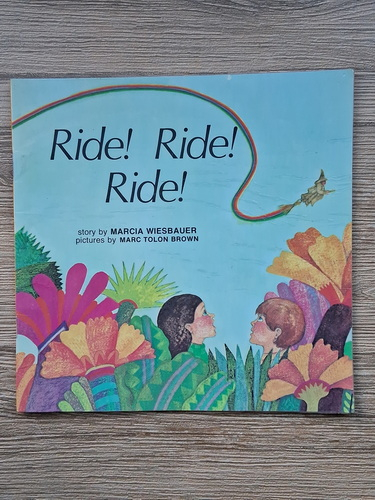 Ride! Ride!
Ride!
story by MARCIA WIESBAUER
pictures by MARC TOLON BROWN